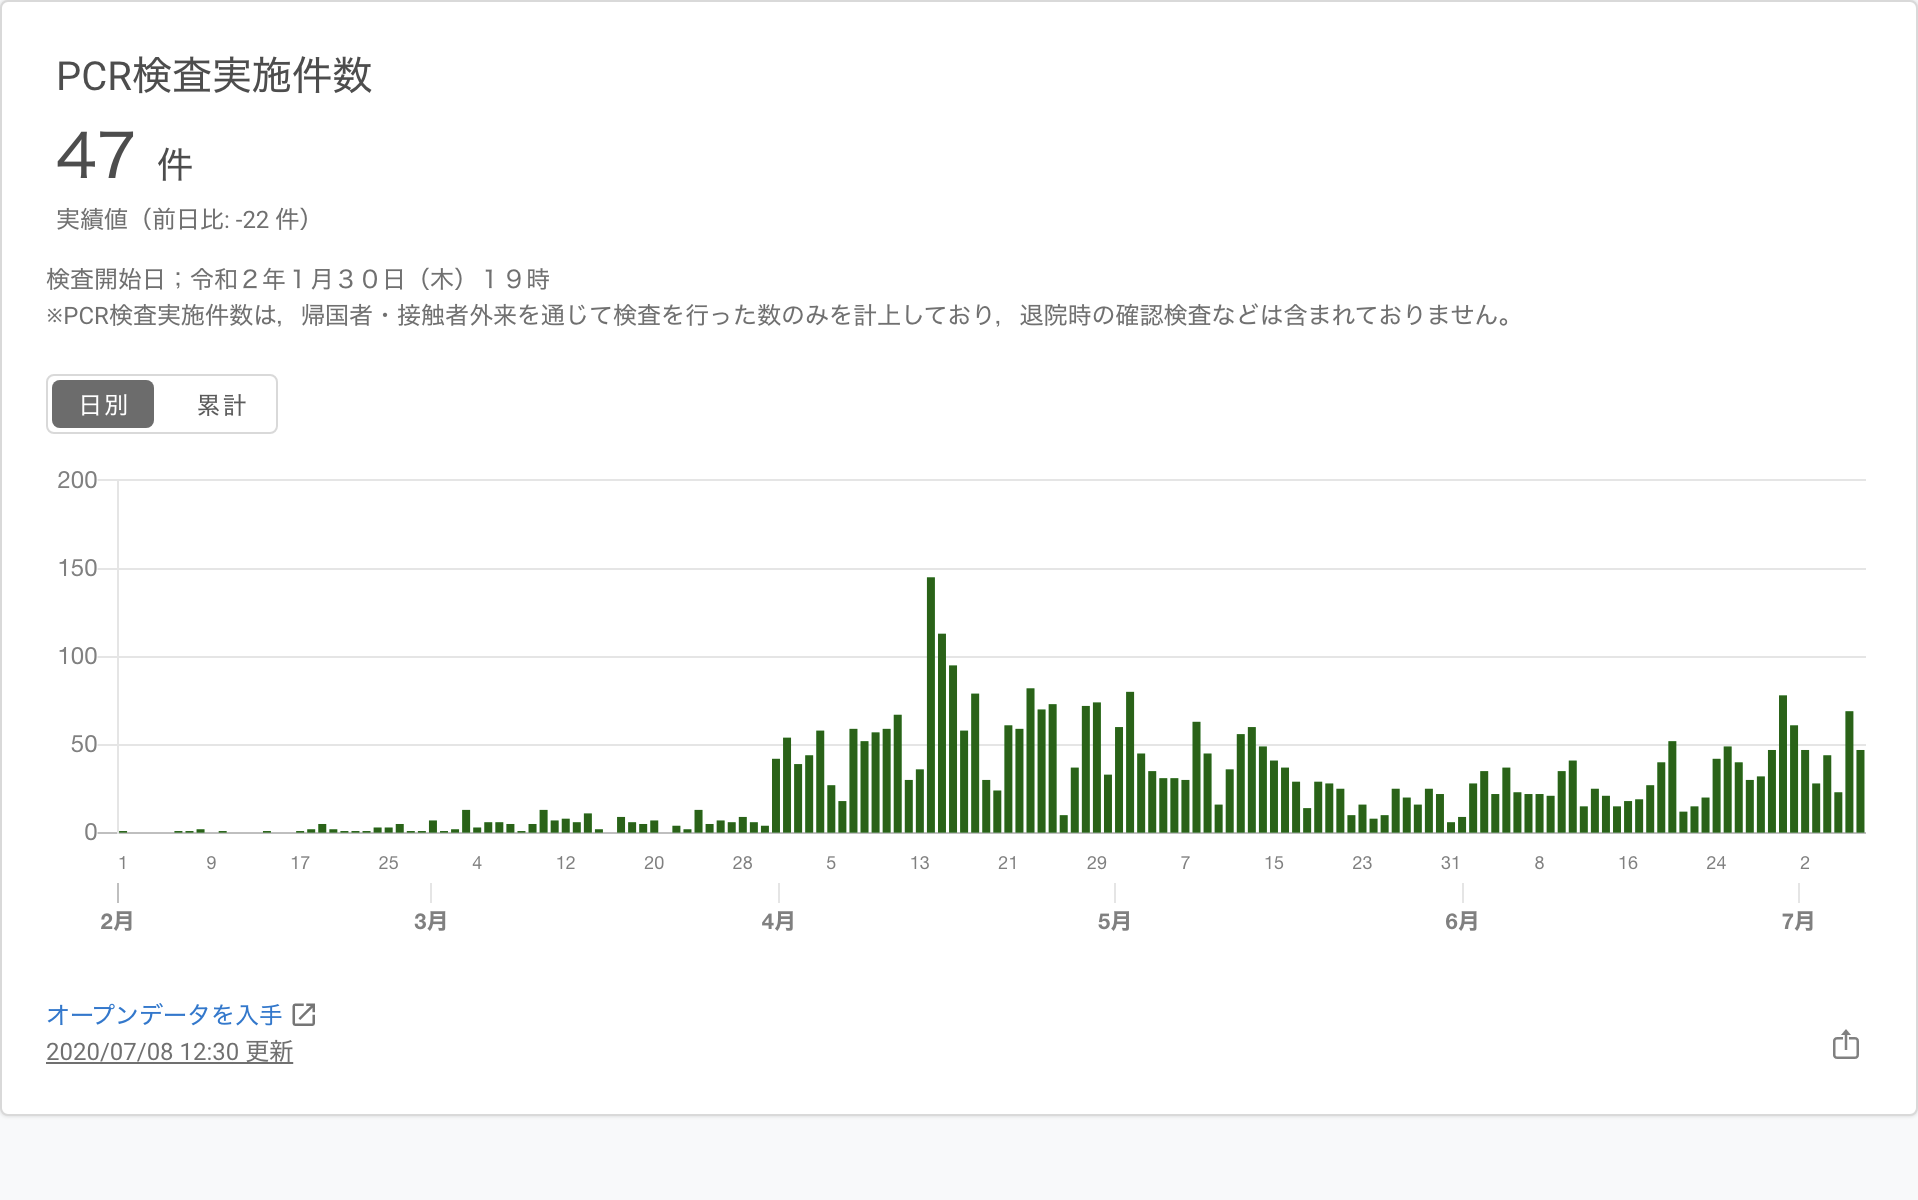 PCR検査実施件数
47 件
実績値（前日比: -22 件）
検査開始日；令和２年１月３０日（木）１９時
※PCR検査実施件数は，帰国者・接触者外来を通じて検査を行った数のみを計上しており，退院時の確認検査などは含まれておりません。
日別 累計
200
150
100
50
0
1 9 17 25 4 12 20 28 5 13 21 29 7 15 23 31 8 16 24 2
2月 3月 4月 5月 6月 7月
オープンデータを入手
2020/07/08 12:30 更新